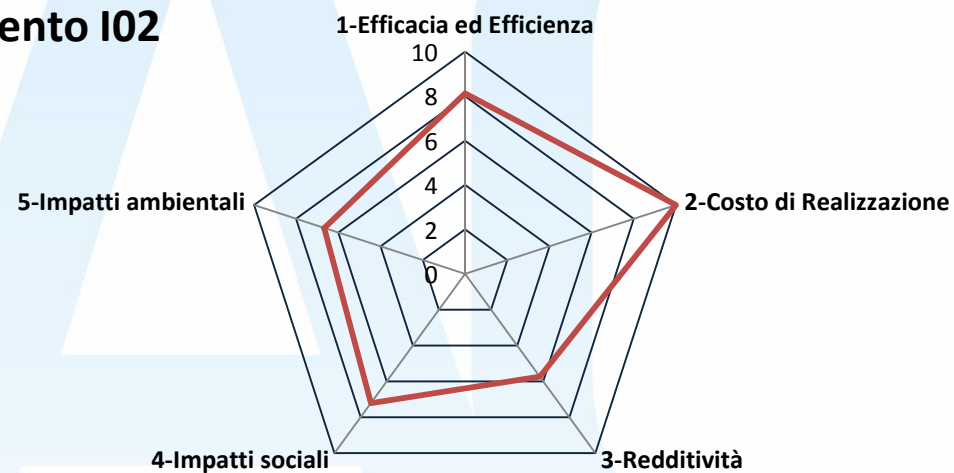 ento I02
1-Efficacia ed Efficienza
10
8
6
4
2
0
5-Impatti ambientali
2-Costo di Realizzazione
4-Impatti sociali
3-Redditività